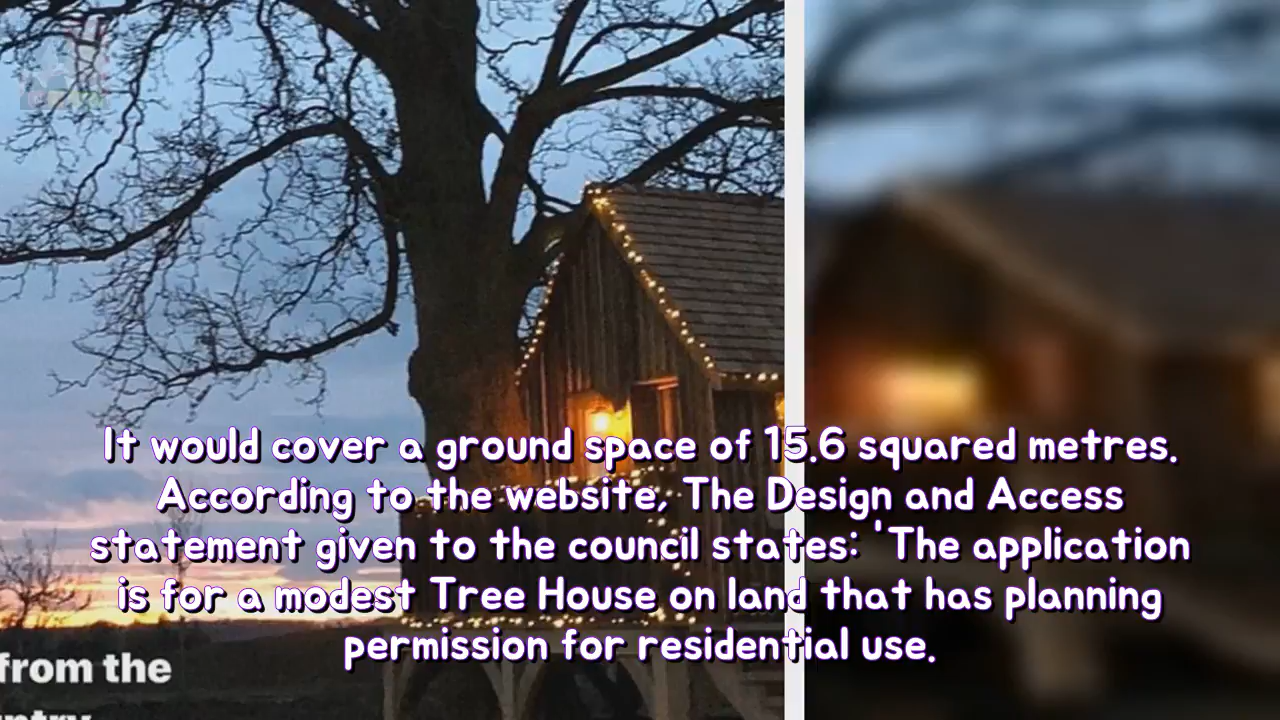 It would cover a ground space of 15.6 squared metres.
According to the website, The Design and Access
statement given to the council states: 'The application
is for a modest Tree House on land that has planning
permission for residential use.
from the